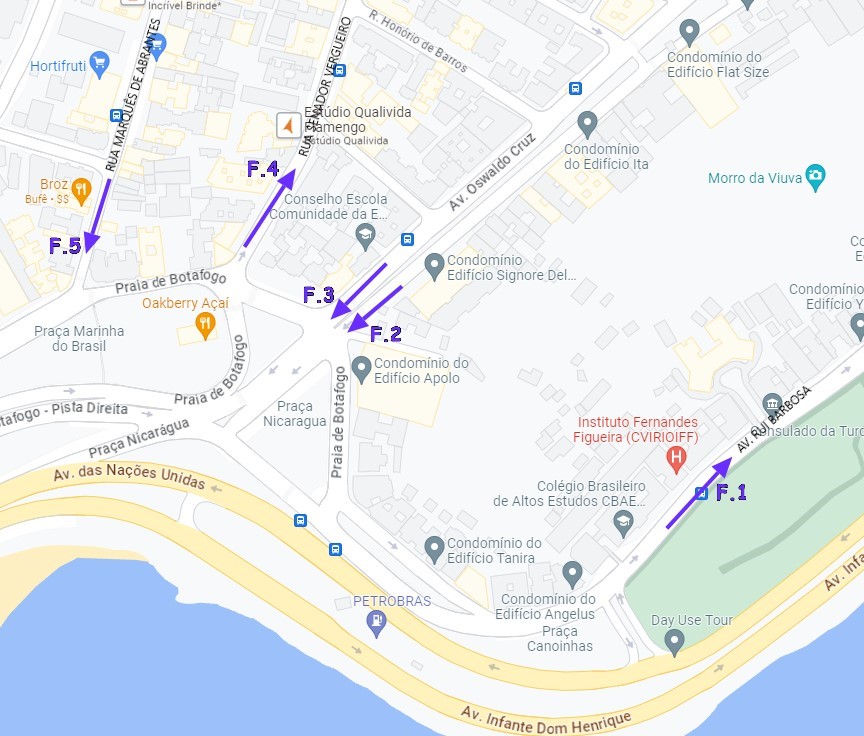 Incrível Brinde*
Hortifruti
RUA MARQUÊS DE ABRANTES
RUA SENADOR VERGUEIRO
R. Honório de Barros
Condomínio do
Edifício Flat Size
Estúdio Qualivida
Flamengo
Estúdio Qualivida
Condomínio
do Edifício Ita
Av. Oswaldo Cruz
Morro da Viuva
F.4
Broz
Bufê • $$
Conselho Escola
Comunidade da E...
F.5
Condomínio
Edifício Signore Del...
Praia de Botafogo
F.3
Oakberry Açaí
F.2
Condomínio
Edifício Y
Praça Marinha
do Brasil
Condomínio do
Edifício Apolo
Praia de Botafogo
Praia de Botafogo
Praça
Nicaragua
tafogo - Pista Direita
Praça Nicarágua
AV. RUI BARBOSA
Consulado da Turq
Instituto Fernandes
Figueira (CVIRIOIFF)
H
Av. das Nações Unidas
F.1
Colégio Brasileiro
de Altos Estudos CBAE...
Condomínio do
Edifício Tanira
Av. Infa
PETROBRAS
Condomínio do
Edifício Angelus
Praça
Canoinhas
Day Use Tour
Av. Infante Dom Henrique